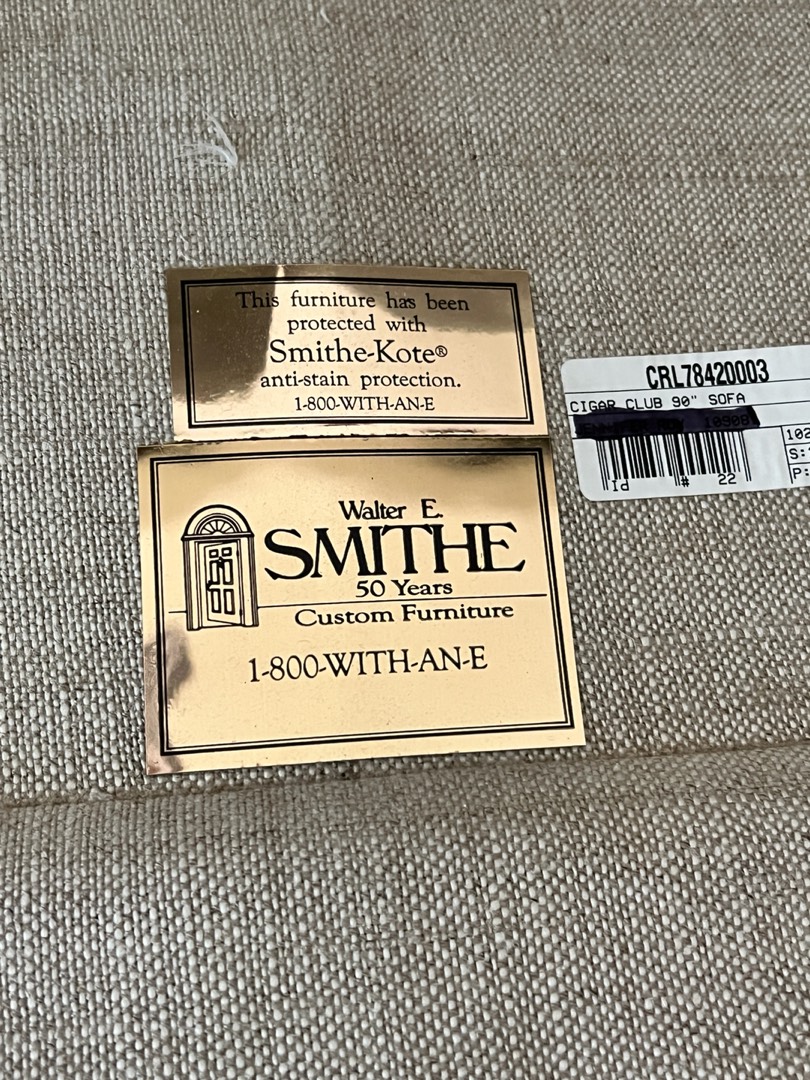 This furniture has been
protected with
Smithe-Kote®
anti-stain protection.
1-800-WITH-AN-E
Walter E.
SMITHE
50 Years
Custom Furniture
1-800-WITH-AN-E
CRL78420003
CIGAR CLUB 90" SOFA
102
S:
Id # 22
P: